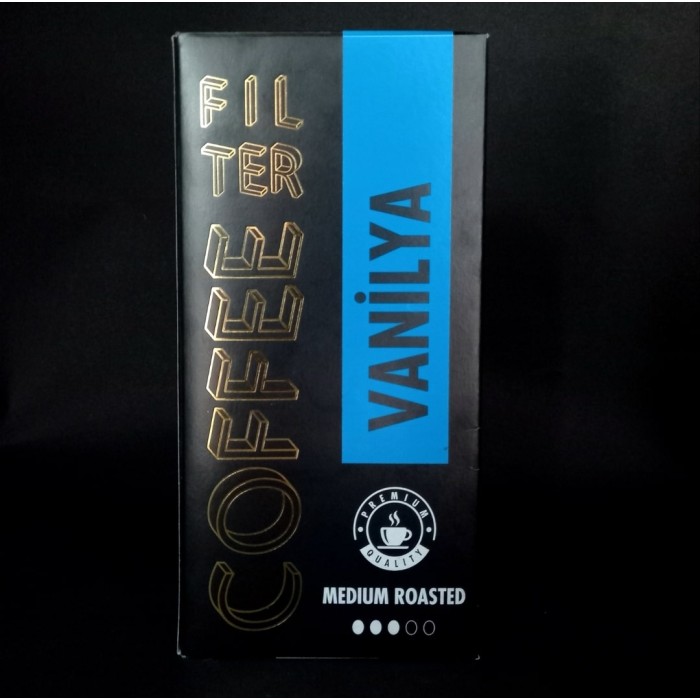 FIL
TER
COFFEE
VANİLYA
PREMIUM
QUALITY
MEDIUM ROASTED